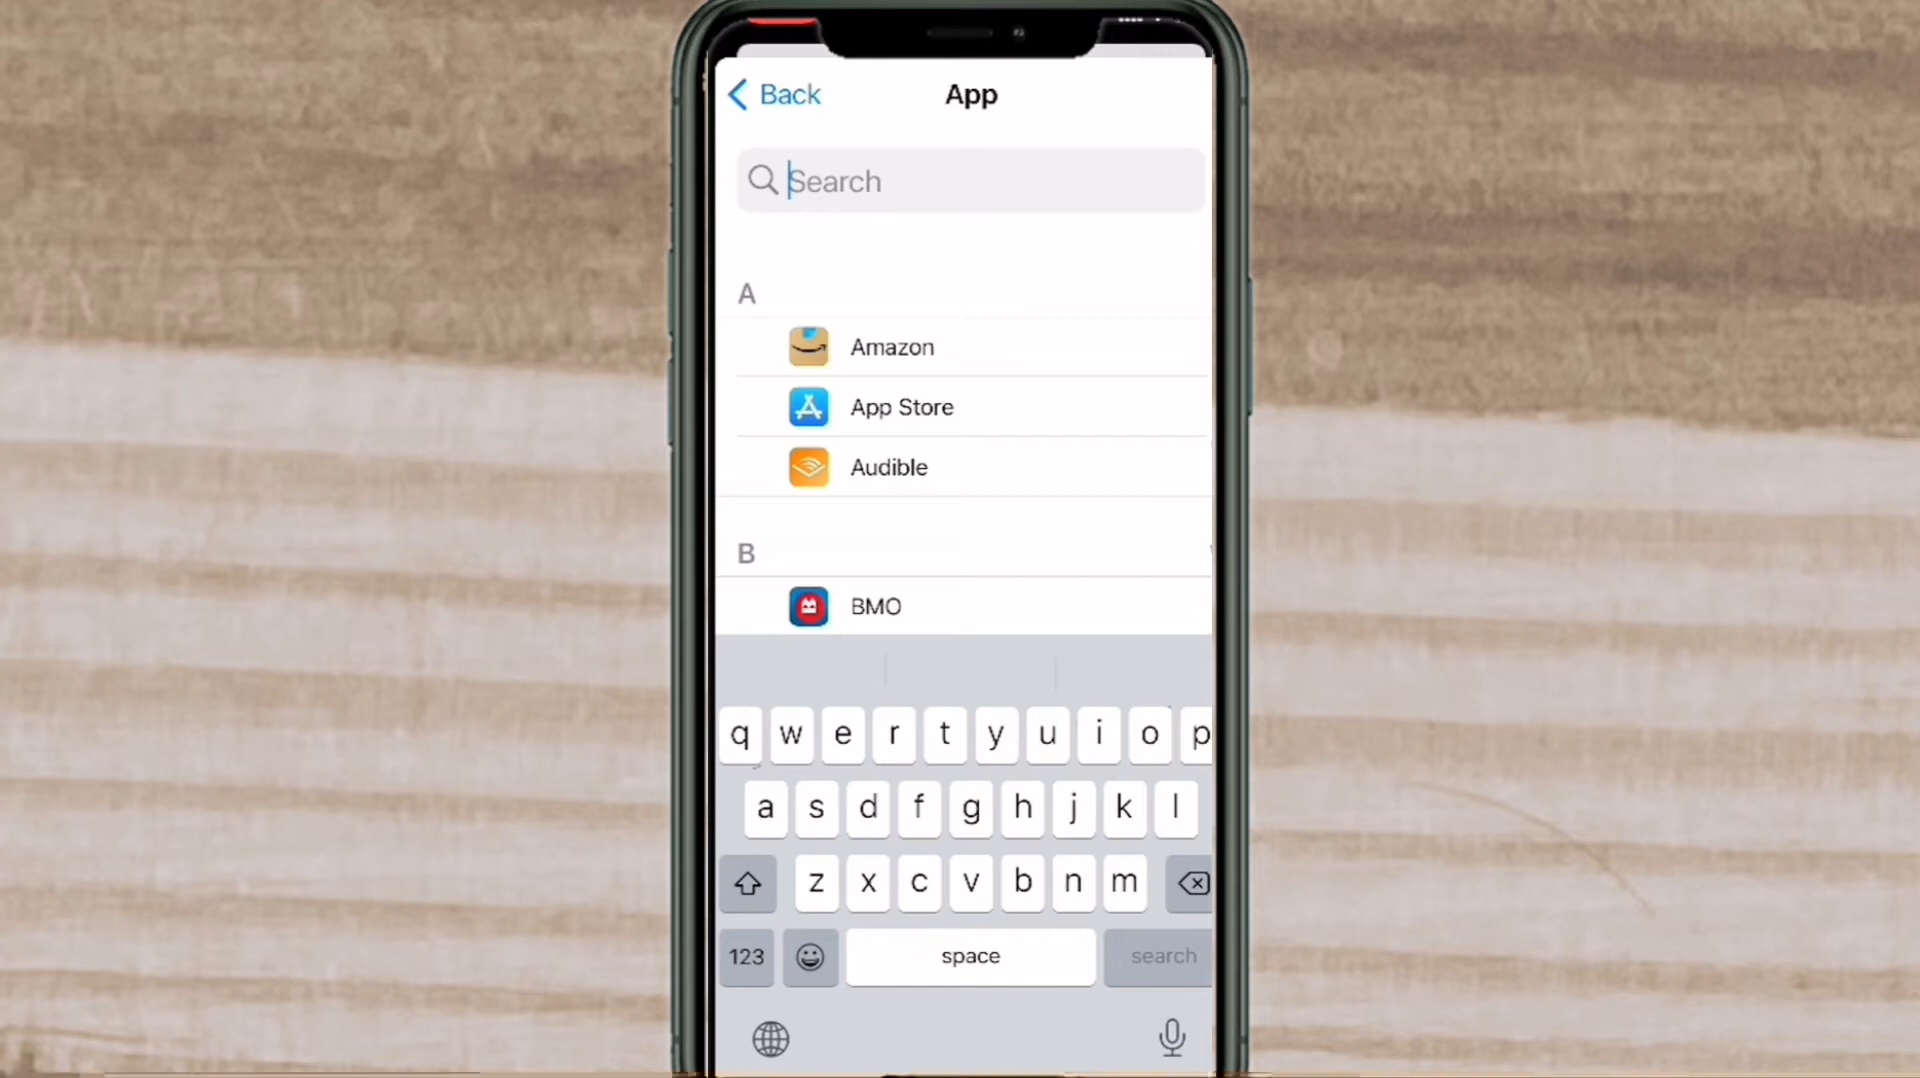 Back
App
Search
A
Amazon
App Store
Audible
B
BMO
q w e r t y u i o p
a s d f g h j k l
z x c v b n m
123 space search